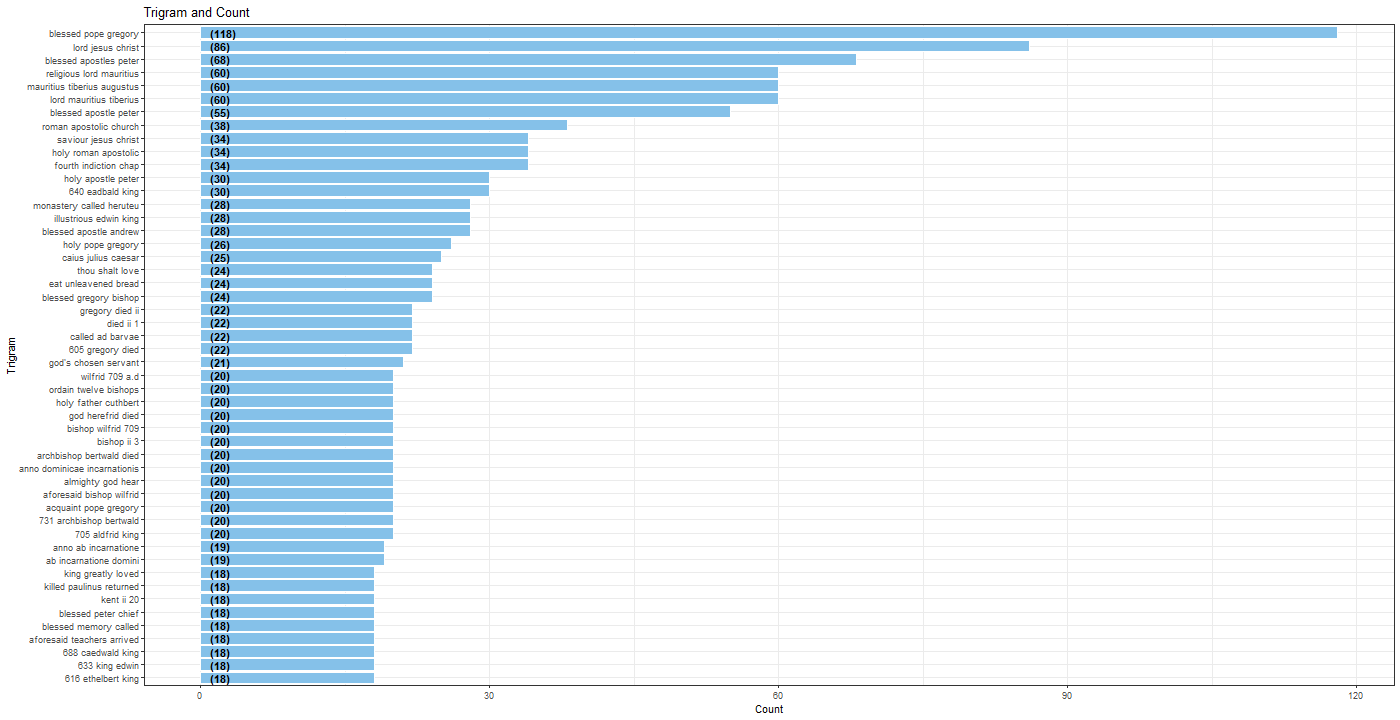 Trigram and Count
Trigram
blessed pope gregory (118)
lord jesus christ (86)
blessed apostles peter (68)
religious lord mauritius (60)
mauritius tiberius augustus (60)
lord mauritius tiberius (60)
blessed apostle peter (55)
roman apostolic church (38)
saviour jesus christ (34)
holy roman apostolic (34)
fourth indiction chap (34)
holy apostle peter (30)
640 eadbald king (30)
monastery called heruteu (28)
illustrious edwin king (28)
blessed apostle andrew (28)
holy pope gregory (26)
caius julius caesar (25)
thou shalt love (24)
eat unleavened bread (24)
blessed gregory bishop (24)
gregory died ii (22)
died ii 1 (22)
called ad barvae (22)
605 gregory died (22)
god's chosen servant (21)
wilfrid 709 a.d (20)
ordain twelve bishops (20)
holy father cuthbert (20)
god herefrid died (20)
bishop wilfrid 709 (20)
bishop ii 3 (20)
archbishop bertwald died (20)
anno dominicae incarnationis (20)
almighty god hear (20)
aforesaid bishop wilfrid (20)
acquaint pope gregory (20)
731 archbishop bertwald (20)
705 aldfrid king (20)
anno ab incarnatione (19)
ab incarnatione domini (19)
king greatly loved (18)
killed paulinus returned (18)
kent ii 20 (18)
blessed peter chief (18)
blessed memory called (18)
aforesaid teachers arrived (18)
688 caedwald king (18)
633 king edwin (18)
616 ethelbert king (18)
0 30 60 90 120
Count